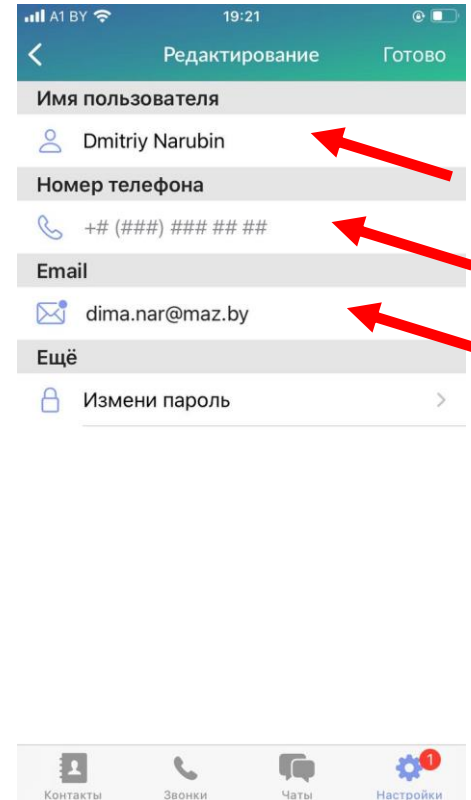 A1 BY 19:21
Редактирование Готово
Имя пользователя
Dmitriy Narubin
Номер телефона
+# (###) ### ## ##
Email
dima.nar@maz.by
Ещё
Измени пароль
1
Контакты Звонки Чаты Настройки